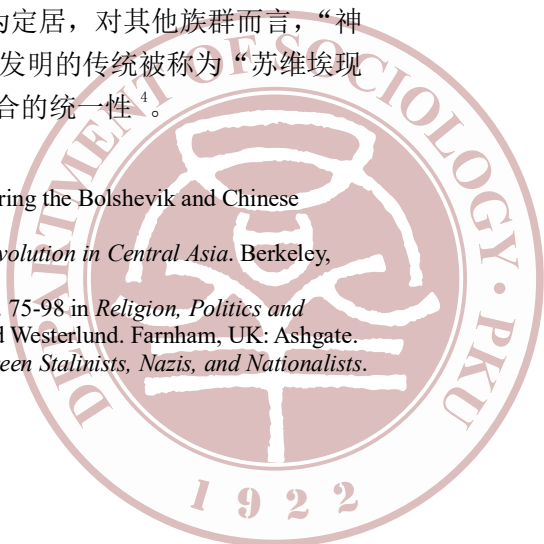 为定居，对其他族群而言，“神
发明的传统被称为“苏维埃现
合的统一性 4。
ring the Bolshevik and Chinese
volution in Central Asia. Berkeley,
75-98 in Religion, Politics and
d Westerlund. Farnham, UK: Ashgate.
een Stalinists, Nazis, and Nationalists.
DEPARTMENT OF SOCIOLOGY · PKU
1922